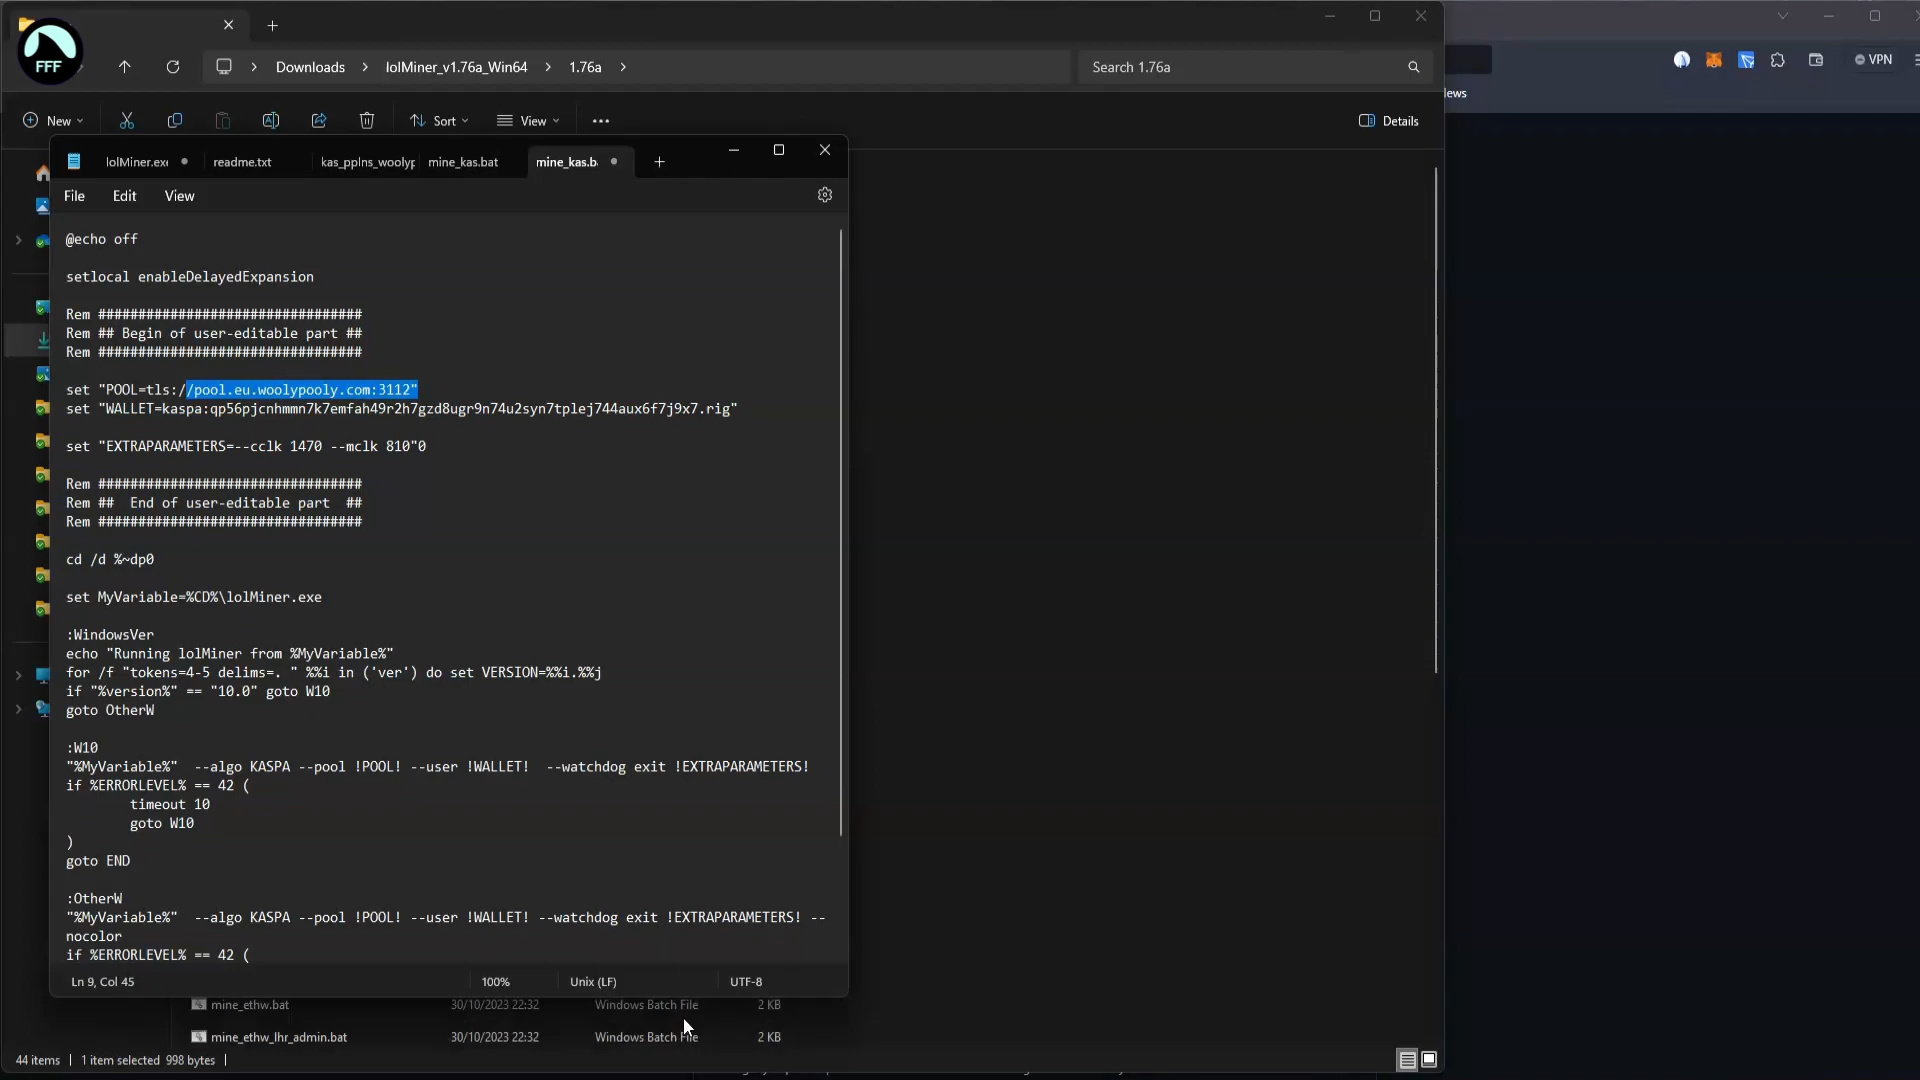 FFF
Downloads
lolMiner_v1.76a_Win64
1.76a
Search 1.76a
VPN
New
Sort
View
Details
lolMiner.exe
readme.txt
kas_pplns_woolyp
mine_kas.bat
mine_kas.b
File
Edit
View
@echo off
setlocal enableDelayedExpansion
Rem #################################
Rem ## Begin of user-editable part ##
Rem #################################
set "POOL=tls://pool.eu.woolypooly.com:3112"
set "WALLET=kaspa:qp56pjcnhmmn7k7emfah49r2h7gzd8ugr9n74u2syn7tplej744aux6f7j9x7.rig"
set "EXTRAPARAMETERS=--cclk 1470 --mclk 810"0
Rem #################################
Rem ##  End of user-editable part  ##
Rem #################################
cd /d %~dp0
set MyVariable=%CD%\lolMiner.exe
:WindowsVer
echo "Running lolMiner from %MyVariable%"
for /f "tokens=4-5 delims=. " %%i in ('ver') do set VERSION=%%i.%%j
if "%version%" == "10.0" goto W10
goto OtherW
:W10
"%MyVariable%"  --algo KASPA --pool !POOL! --user !WALLET!  --watchdog exit !EXTRAPARAMETERS!
if %ERRORLEVEL% == 42 (
timeout 10
goto W10
)
goto END
:OtherW
"%MyVariable%"  --algo KASPA --pool !POOL! --user !WALLET! --watchdog exit !EXTRAPARAMETERS! --
nocolor
if %ERRORLEVEL% == 42 (
Ln 9, Col 45
100%
Unix (LF)
UTF-8
mine_ethw.bat 30/10/2023 22:32 Windows Batch File 2 KB
mine_ethw_lhr_admin.bat 30/10/2023 22:32 Windows Batch File 2 KB
44 items 1 item selected 998 bytes